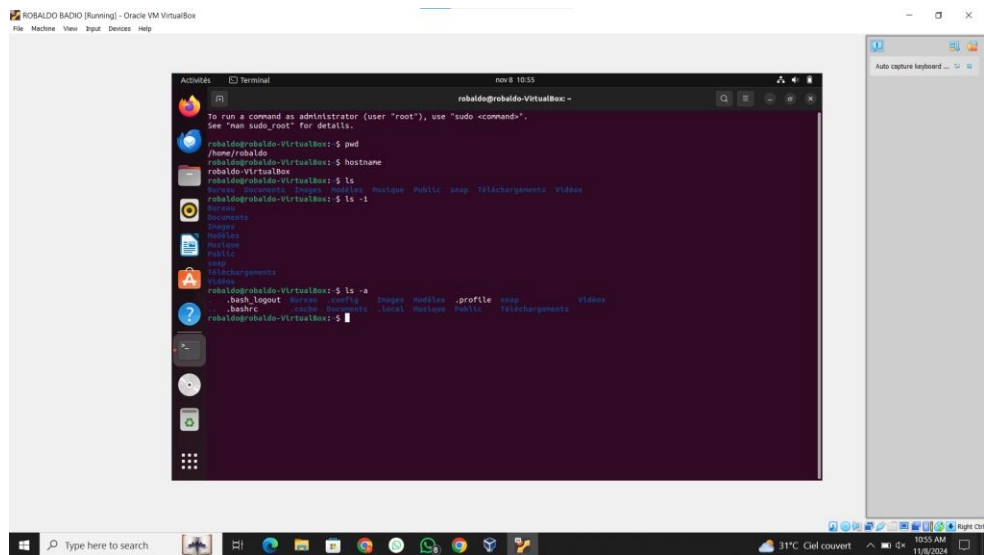 ROBALDO BADIO [Running] - Oracle VM VirtualBox
File Machine View Input Devices Help
Auto capture keyboard ...
Activités Terminal nov 8 10:55
robaldo@robaldo-VirtualBox: ~
To run a command as administrator (user "root"), use "sudo <command>".
See "man sudo_root" for details.
robaldo@robaldo-VirtualBox:~$ pwd
/home/robaldo
robaldo@robaldo-VirtualBox:~$ hostname
robaldo-VirtualBox
robaldo@robaldo-VirtualBox:~$ ls
Bureau Documents Images Modèles Musique Public snap Téléchargements Vidéos
robaldo@robaldo-VirtualBox:~$ ls -1
Bureau
Documents
Images
Modèles
Musique
Public
snap
Téléchargements
Vidéos
robaldo@robaldo-VirtualBox:~$ ls -a
. .bash_logout Bureau .config Images Modèles .profile snap Vidéos
.. .bashrc .cache Documents .local Musique Public Téléchargements
robaldo@robaldo-VirtualBox:~$
Right Ctrl
Type here to search
31°C Ciel couvert
10:55 AM
11/8/2024